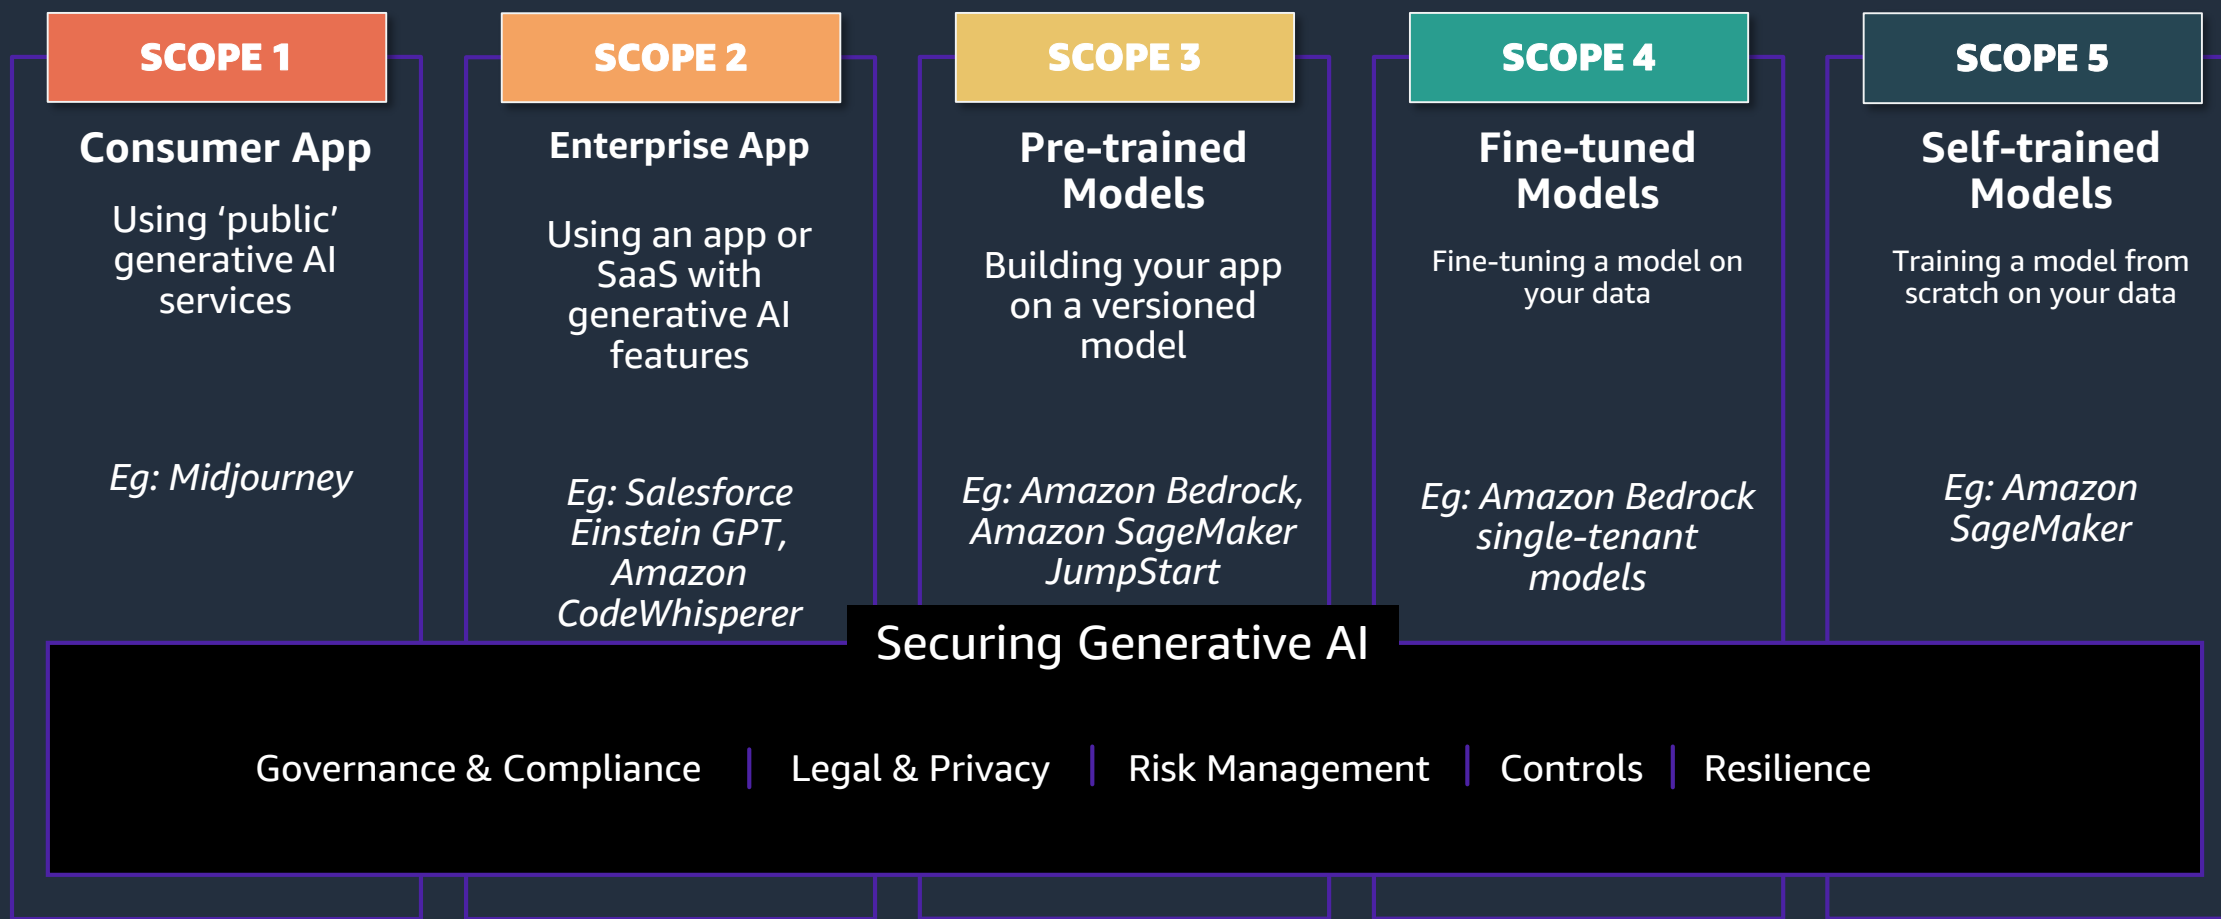 SCOPE 1
Consumer App
Using ‘public’
generative AI
services
Eg: Midjourney
SCOPE 2
Enterprise App
Using an app or
SaaS with
generative AI
features
Eg: Salesforce
Einstein GPT,
Amazon
CodeWhisperer
SCOPE 3
Pre-trained
Models
Building your app
on a versioned
model
Eg: Amazon Bedrock,
Amazon SageMaker
JumpStart
SCOPE 4
Fine-tuned
Models
Fine-tuning a model on
your data
Eg: Amazon Bedrock
single-tenant
models
SCOPE 5
Self-trained
Models
Training a model from
scratch on your data
Eg: Amazon
SageMaker
Securing Generative AI
Governance & Compliance | Legal & Privacy | Risk Management | Controls | Resilience